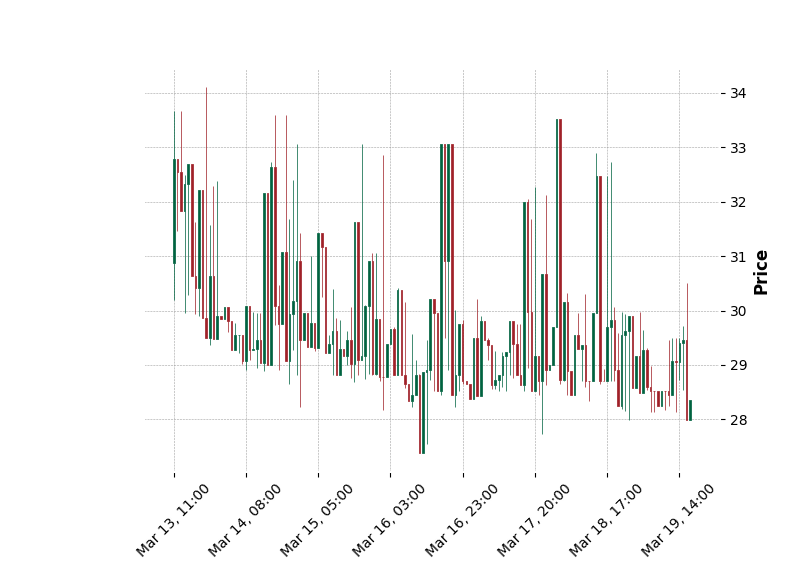 34
33
32
31
30
29
28
Price
Mar 13, 11:00
Mar 14, 08:00
Mar 15, 05:00
Mar 16, 03:00
Mar 16, 23:00
Mar 17, 20:00
Mar 18, 17:00
Mar 19, 14:00